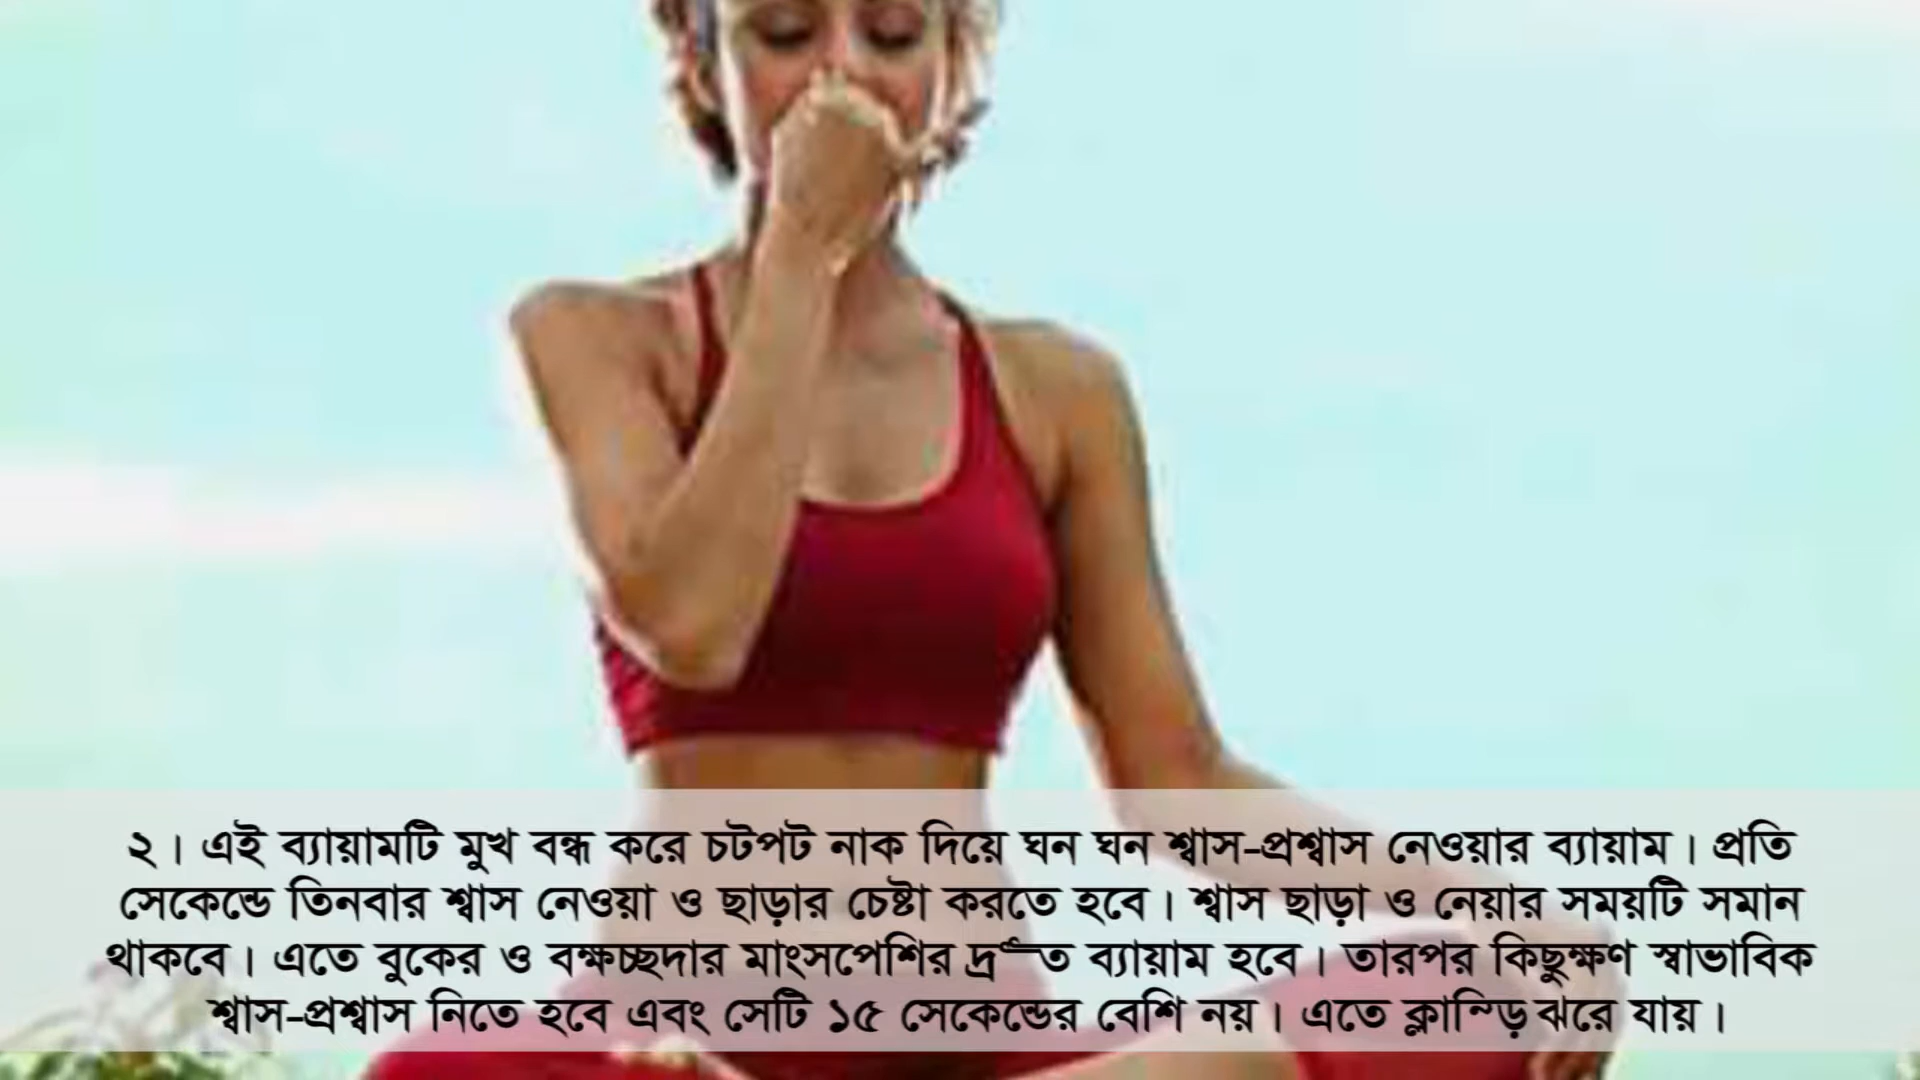 ২। এই ব্যায়ামটি মুখ বন্ধ করে চটপট নাক দিয়ে ঘন ঘন শ্বাস-প্রশ্বাস নেওয়ার ব্যায়াম। প্রতি
সেকেন্ডে তিনবার শ্বাস নেওয়া ও ছাড়ার চেষ্টা করতে হবে। শ্বাস ছাড়া ও নেয়ার সময়টি সমান
থাকবে। এতে বুকের ও বক্ষচ্ছদার মাংসপেশির দ্রুত ব্যায়াম হবে। তারপর কিছুক্ষণ স্বাভাবিক
শ্বাস-প্রশ্বাস নিতে হবে এবং সেটি ১৫ সেকেন্ডের বেশি নয়। এতে ক্লান্ড়ি ঝরে যায়।